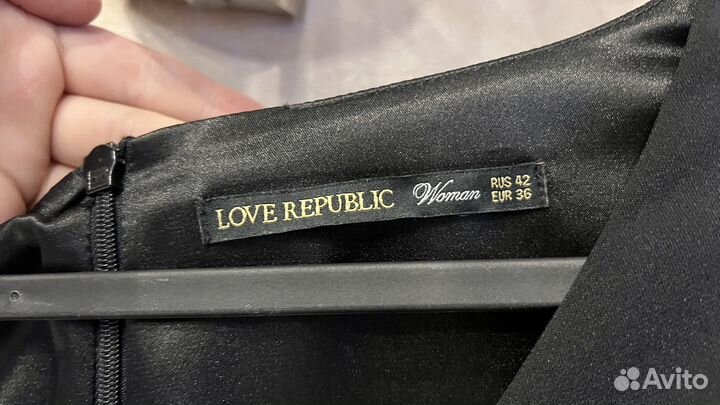 LOVE REPUBLIC Woman RUS 42
EUR 36
Avito